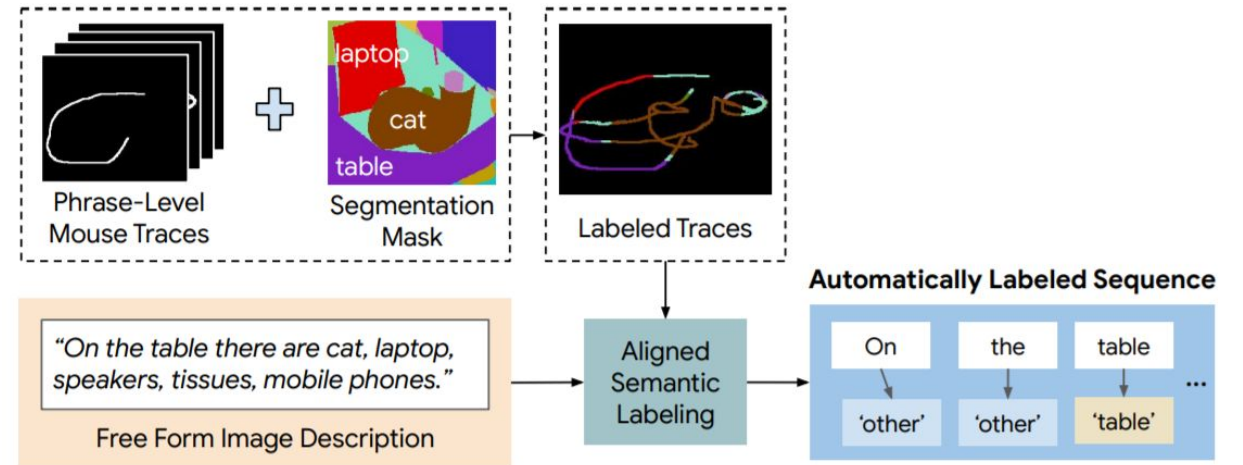 laptop
cat
table
Phrase-Level
Mouse Traces
Segmentation
Mask
Labeled Traces
Automatically Labeled Sequence
“On the table there are cat, laptop,
speakers, tissues, mobile phones.”
Free Form Image Description
Aligned
Semantic
Labeling
On the table
...
‘other’ ‘other’ ‘table’